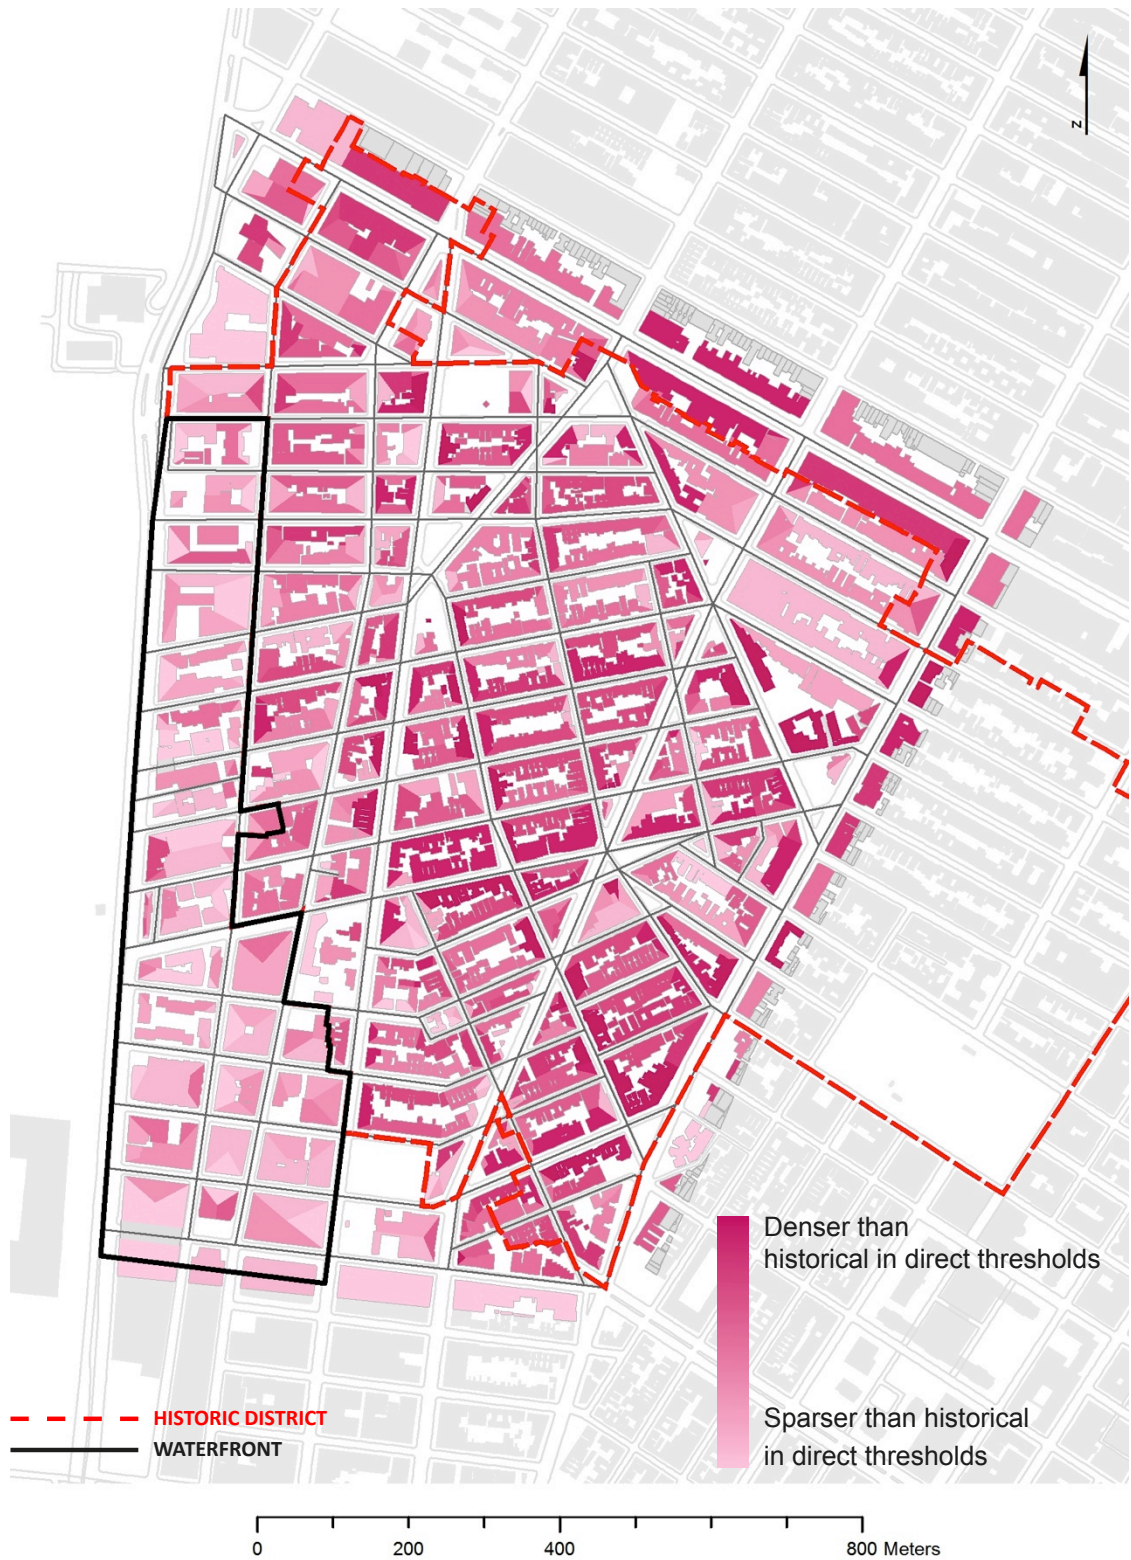 N
Denser than
historical in direct thresholds
Sparser than historical
in direct thresholds
HISTORIC DISTRICT
WATERFRONT
0 200 400 800 Meters